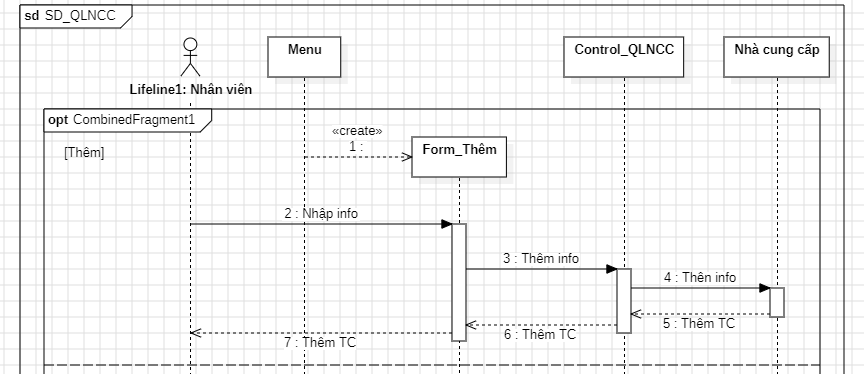 sd SD_QLNCC
Menu
Control_QLNCC
Nhà cung cấp
Lifeline1: Nhân viên
opt CombinedFragment1
[Thêm]
«create»
1 :
Form_Thêm
2 : Nhập info
3 : Thêm info
4 : Thên info
5 : Thêm TC
6 : Thêm TC
7 : Thêm TC